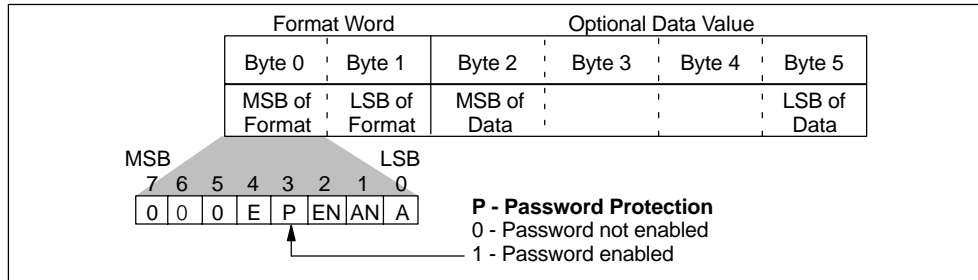 Format Word Optional Data Value
Byte 0 Byte 1 Byte 2 Byte 3 Byte 4 Byte 5
MSB of LSB of MSB of LSB of
Format Format Data Data
MSB LSB
7 6 5 4 3 2 1 0
0 0 0 E P EN AN A
P - Password Protection
0 - Password not enabled
1 - Password enabled